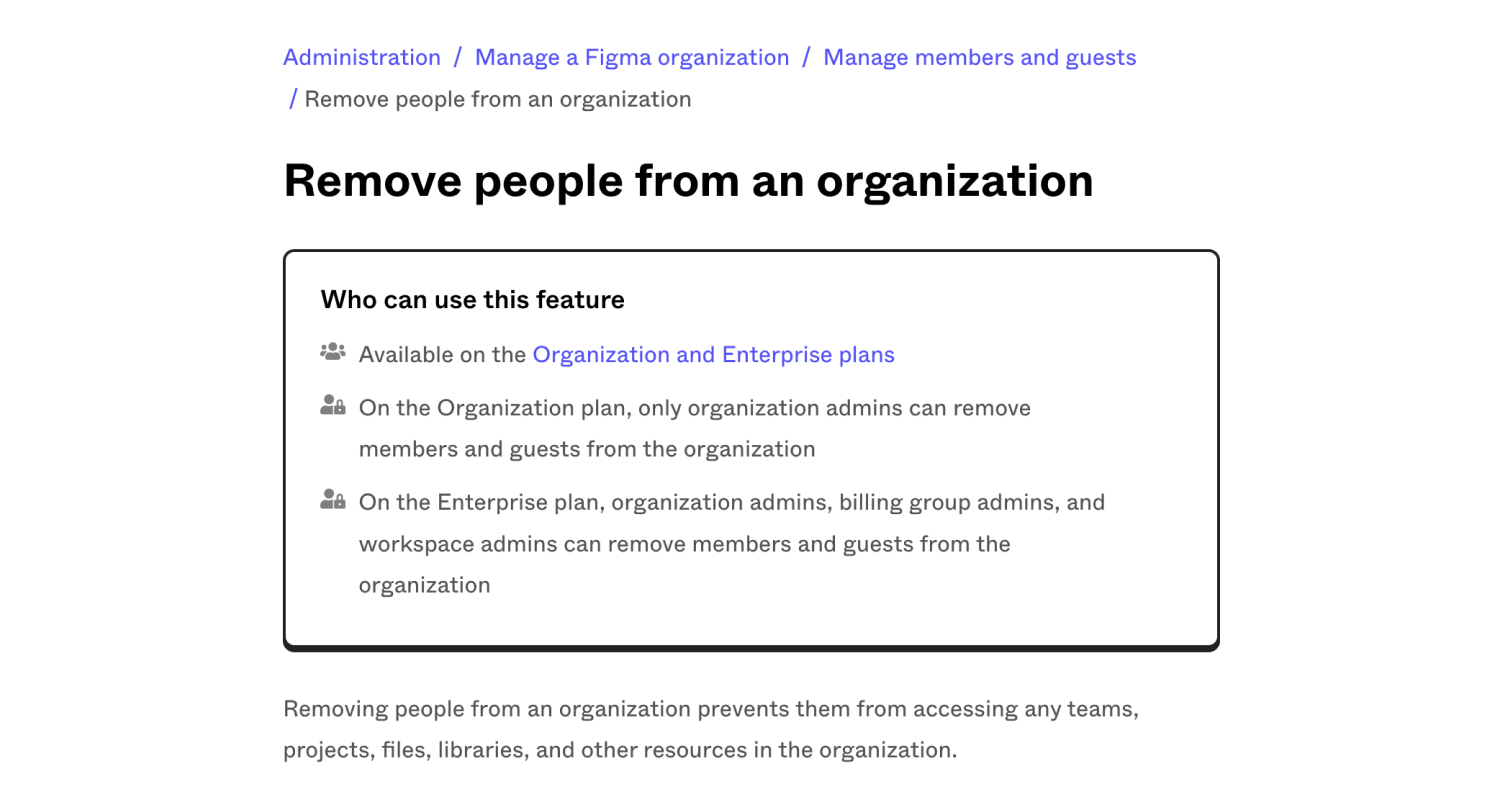 Administration / Manage a Figma organization / Manage members and guests
/ Remove people from an organization
Remove people from an organization
Who can use this feature
Available on the Organization and Enterprise plans
On the Organization plan, only organization admins can remove
members and guests from the organization
On the Enterprise plan, organization admins, billing group admins, and
workspace admins can remove members and guests from the
organization
Removing people from an organization prevents them from accessing any teams,
projects, files, libraries, and other resources in the organization.